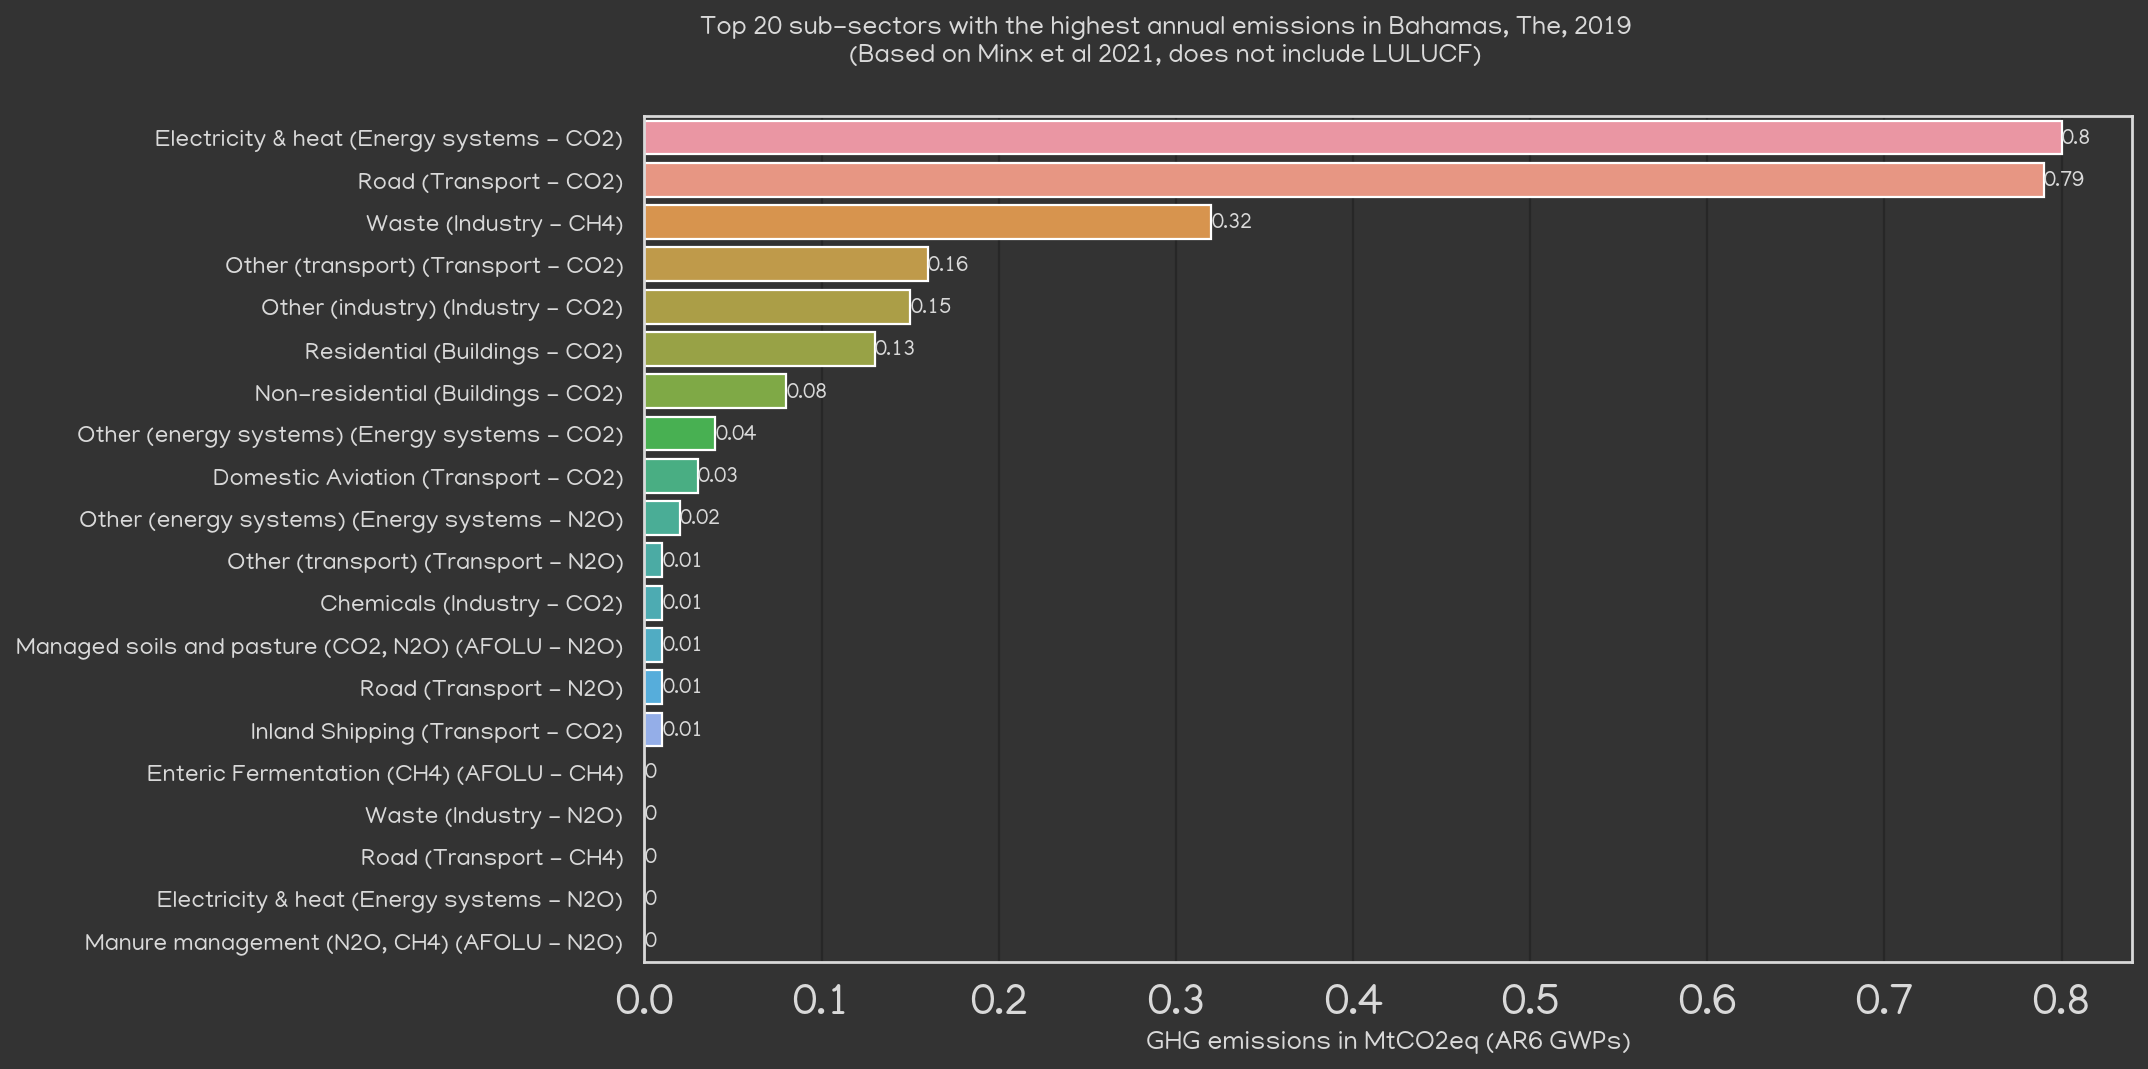 Top 20 sub-sectors with the highest annual emissions in Bahamas, The, 2019
(Based on Minx et al 2021, does not include LULUCF)
Electricity & heat (Energy systems - CO2) 0.8
Road (Transport - CO2) 0.79
Waste (Industry - CH4) 0.32
Other (transport) (Transport - CO2) 0.16
Other (industry) (Industry - CO2) 0.15
Residential (Buildings - CO2) 0.13
Non-residential (Buildings - CO2) 0.08
Other (energy systems) (Energy systems - CO2) 0.04
Domestic Aviation (Transport - CO2) 0.03
Other (energy systems) (Energy systems - N2O) 0.02
Other (transport) (Transport - N2O) 0.01
Chemicals (Industry - CO2) 0.01
Managed soils and pasture (CO2, N2O) (AFOLU - N2O) 0.01
Road (Transport - N2O) 0.01
Inland Shipping (Transport - CO2) 0.01
Enteric Fermentation (CH4) (AFOLU - CH4) 0
Waste (Industry - N2O) 0
Road (Transport - CH4) 0
Electricity & heat (Energy systems - N2O) 0
Manure management (N2O, CH4) (AFOLU - N2O) 0
0.0 0.1 0.2 0.3 0.4 0.5 0.6 0.7 0.8
GHG emissions in MtCO2eq (AR6 GWPs)